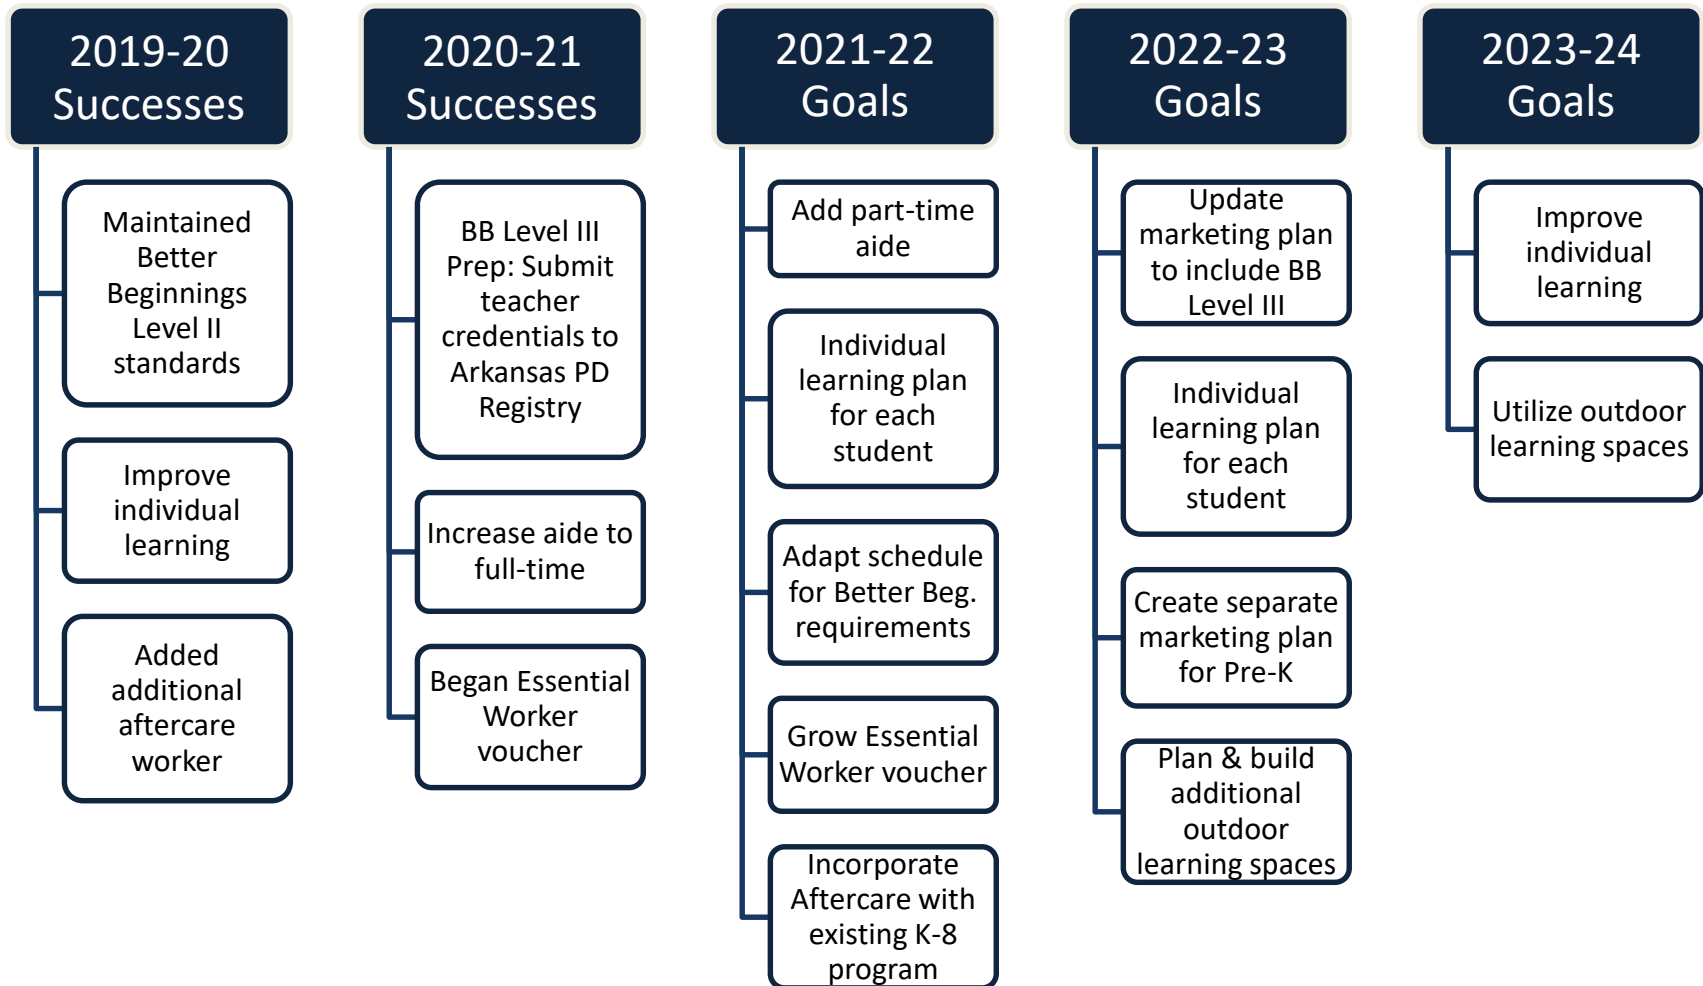 2019-20
Successes
Maintained
Better
Beginnings
Level II
standards
Improve
individual
learning
Added
additional
aftercare
worker
2020-21
Successes
BB Level III
Prep: Submit
teacher
credentials to
Arkansas PD
Registry
Increase aide to
full-time
Began Essential
Worker
voucher
2021-22
Goals
Add part-time
aide
Individual
learning plan
for each
student
Adapt schedule
for Better Beg.
requirements
Grow Essential
Worker voucher
Incorporate
Aftercare with
existing K-8
program
2022-23
Goals
Update
marketing plan
to include BB
Level III
Individual
learning plan
for each
student
Create separate
marketing plan
for Pre-K
Plan & build
additional
outdoor
learning spaces
2023-24
Goals
Improve
individual
learning
Utilize outdoor
learning spaces